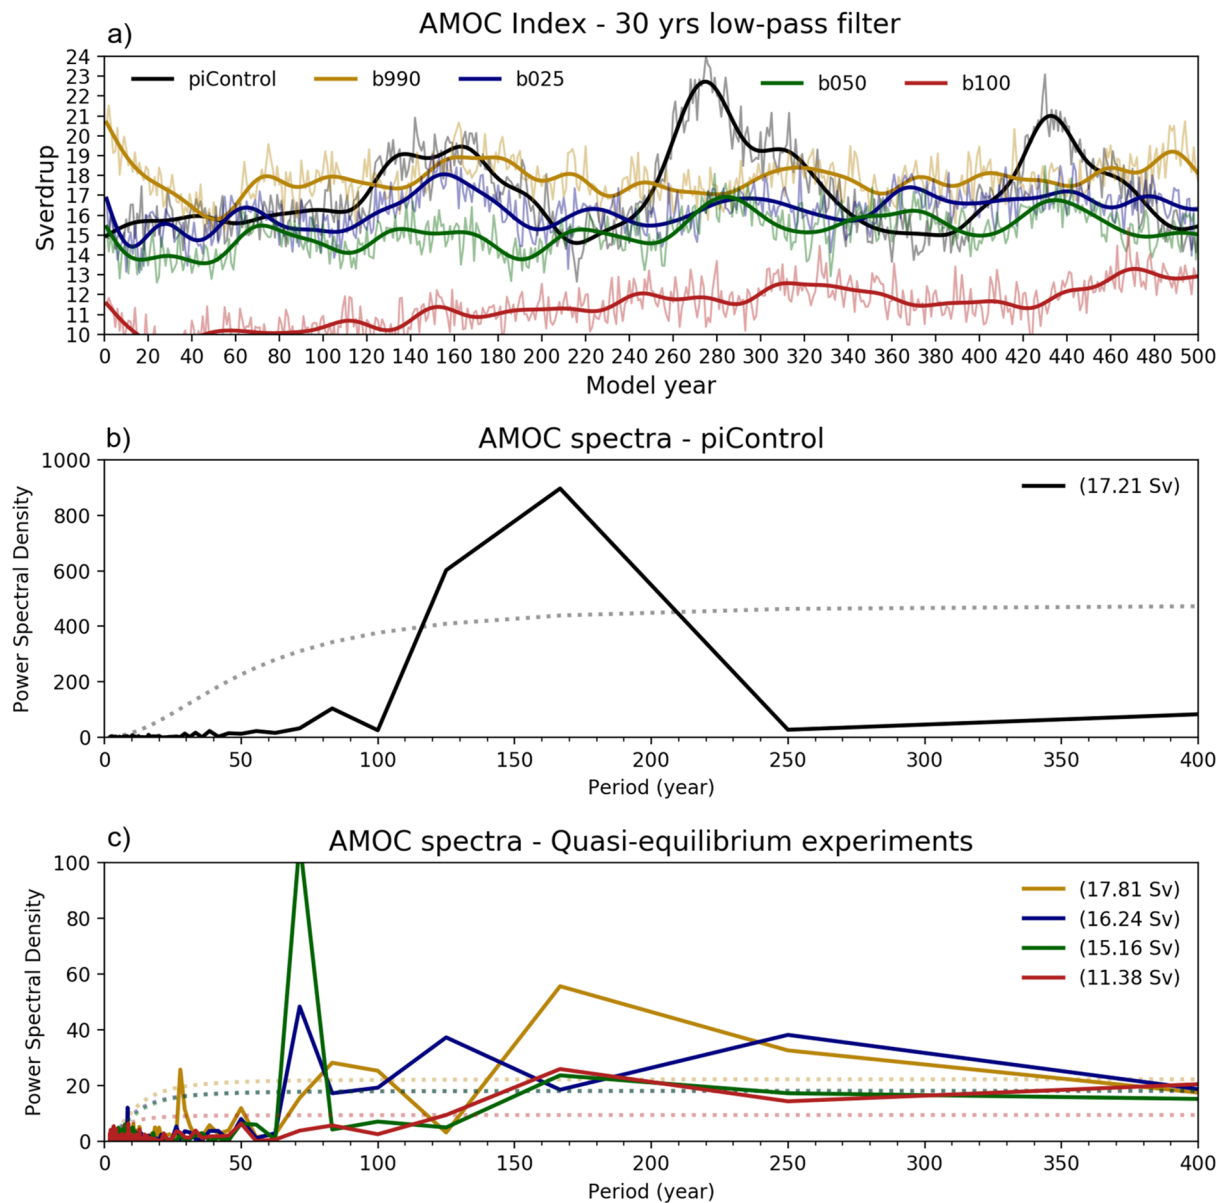 a)
AMOC Index - 30 yrs low-pass filter
24
23
22
21
20
19
18
17
16
15
14
13
12
11
10
Sverdrup
piControl b990 b025 b050 b100
0 20 40 60 80 100 120 140 160 180 200 220 240 260 280 300 320 340 360 380 400 420 440 460 480 500
Model year
b)
AMOC spectra - piControl
1000
800
600
400
200
0
Power Spectral Density
(17.21 Sv)
0 50 100 150 200 250 300 350 400
Period (year)
c)
AMOC spectra - Quasi-equilibrium experiments
100
80
60
40
20
0
Power Spectral Density
(17.81 Sv)
(16.24 Sv)
(15.16 Sv)
(11.38 Sv)
0 50 100 150 200 250 300 350 400
Period (year)